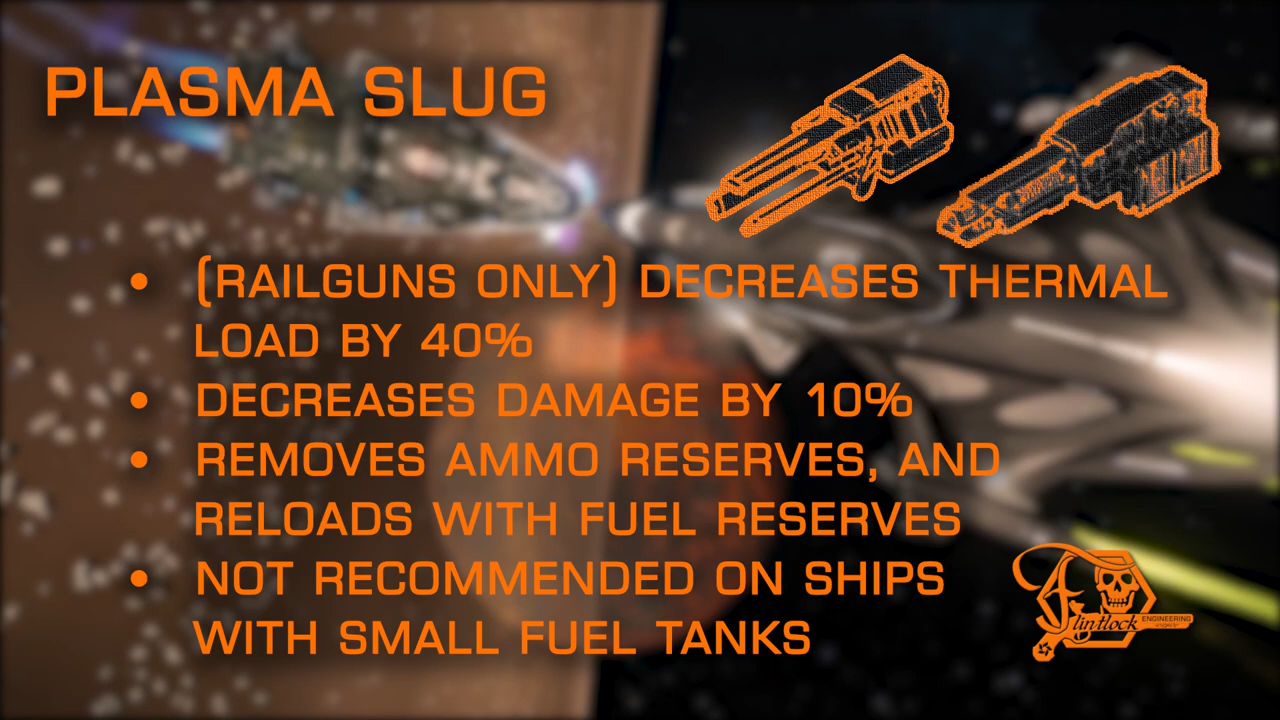 PLASMA SLUG
• (RAILGUNS ONLY) DECREASES THERMAL
LOAD BY 40%
• DECREASES DAMAGE BY 10%
• REMOVES AMMO RESERVES, AND
RELOADS WITH FUEL RESERVES
• NOT RECOMMENDED ON SHIPS
WITH SMALL FUEL TANKS
Flintlock
ENGINEERING